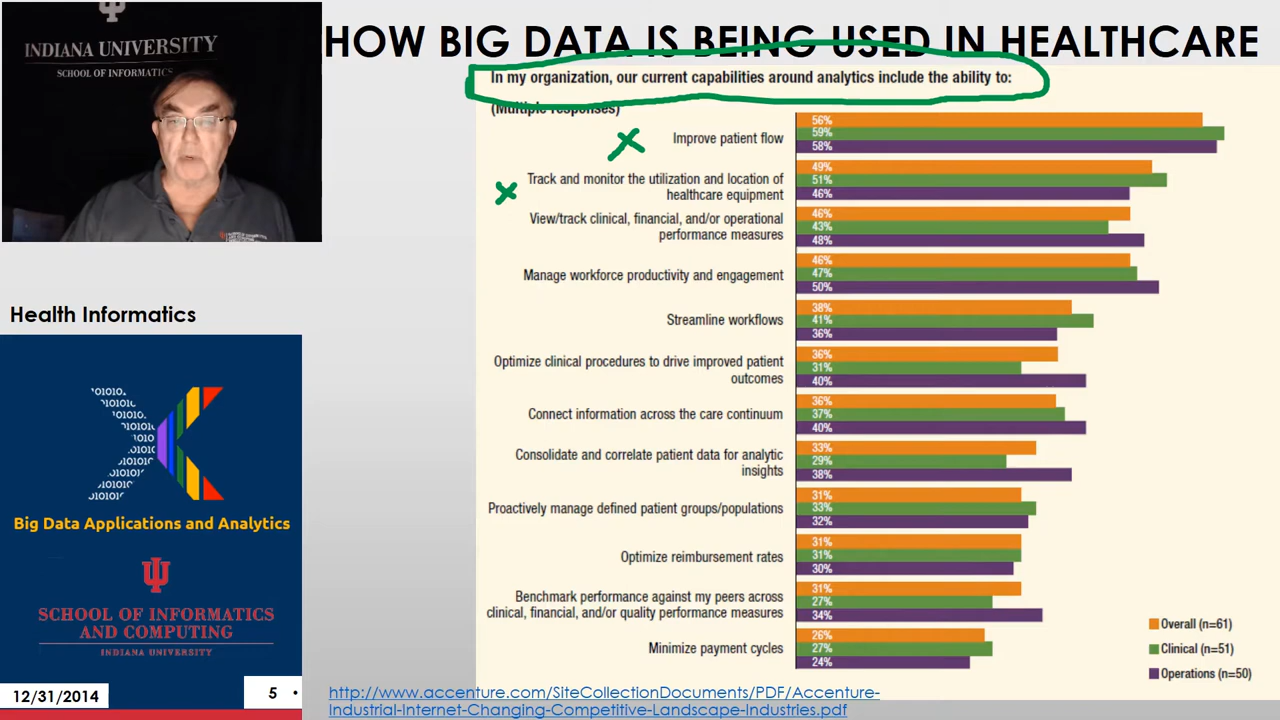 INDIANA UNIVERSITY
SCHOOL OF INFORMATICS
HOW BIG DATA IS BEING USED IN HEALTHCARE
In my organization, our current capabilities around analytics include the ability to:
(Multiple responses)
Improve patient flow
56%
59%
58%
Track and monitor the utilization and location of
healthcare equipment
49%
51%
46%
View/track clinical, financial, and/or operational
performance measures
46%
43%
48%
Manage workforce productivity and engagement
46%
47%
50%
Streamline workflows
38%
41%
36%
Optimize clinical procedures to drive improved patient
outcomes
36%
31%
40%
Connect information across the care continuum
36%
37%
40%
Consolidate and correlate patient data for analytic
insights
33%
29%
38%
Proactively manage defined patient groups/populations
31%
33%
32%
Optimize reimbursement rates
31%
31%
30%
Benchmark performance against my peers across
clinical, financial, and/or quality performance measures
31%
27%
34%
Minimize payment cycles
26%
27%
24%
Overall (n=61)
Clinical (n=51)
Operations (n=50)
Health Informatics
Big Data Applications and Analytics
SCHOOL OF INFORMATICS
AND COMPUTING
INDIANA UNIVERSITY
12/31/2014
5 •
http://www.accenture.com/SiteCollectionDocuments/PDF/Accenture-
Industrial-Internet-Changing-Competitive-Landscape-Industries.pdf